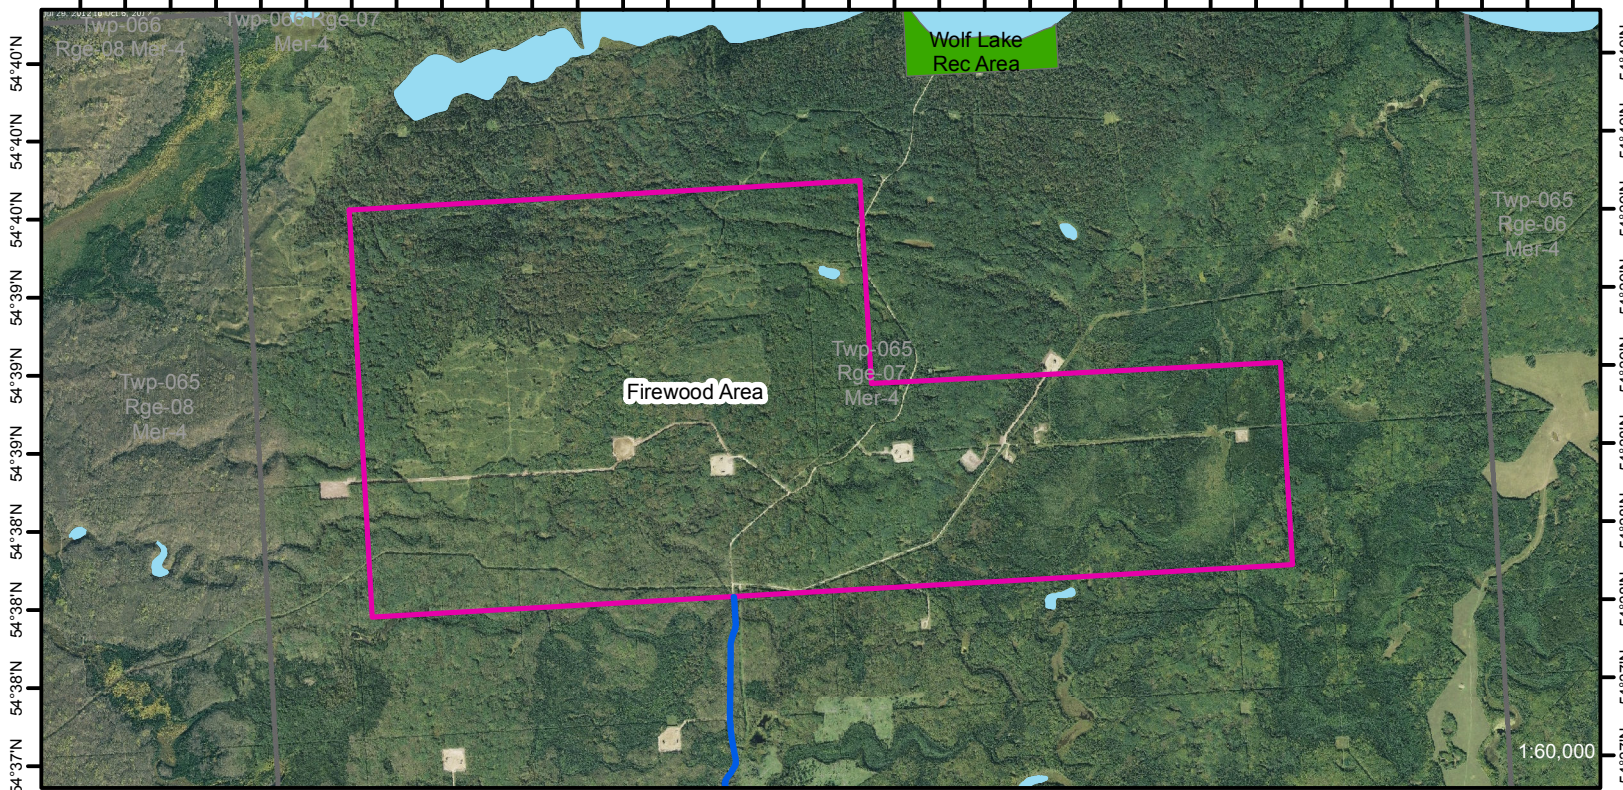 Twp-066
Rge-08 Mer-4
Twp-066 Rge-07
Mer-4
Wolf Lake
Rec Area
54°40'N
54°40'N
54°40'N
54°39'N
54°39'N
54°39'N
54°38'N
54°38'N
54°38'N
54°37'N
Twp-065
Rge-06
Mer-4
Twp-065
Rge-07
Mer-4
Twp-065
Rge-08
Mer-4
Firewood Area
1:60,000